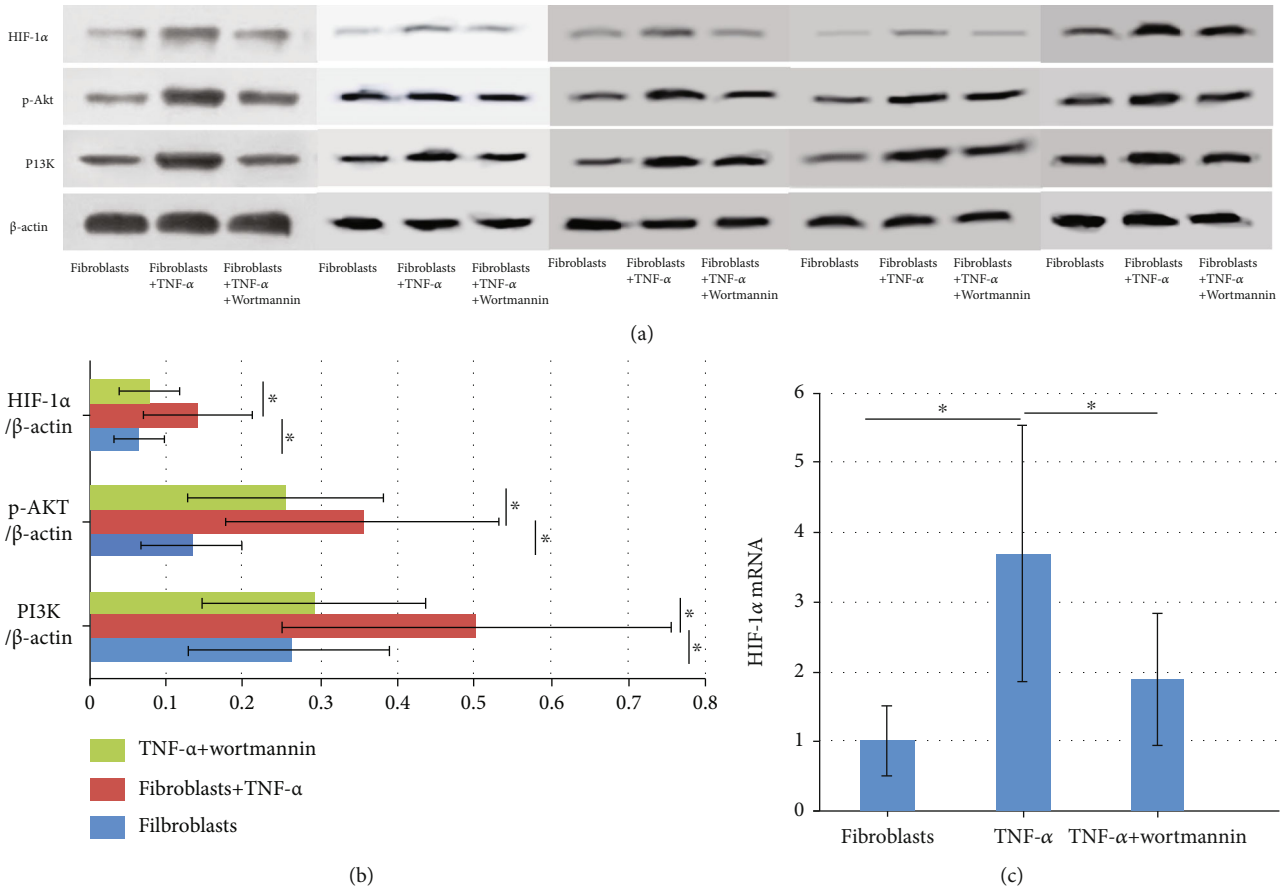 HIF-1α
p-Akt
P13K
β-actin
Fibroblasts
Fibroblasts
+TNF-α
Fibroblasts
+TNF-α
+Wortmannin
Fibroblasts
Fibroblasts
+TNF-α
Fibroblasts
+TNF-α
+Wortmannin
Fibroblasts
Fibroblasts
+TNF-α
Fibroblasts
+TNF-α
+Wortmannin
Fibroblasts
Fibroblasts
+TNF-α
Fibroblasts
+TNF-α
+Wortmannin
Fibroblasts
Fibroblasts
+TNF-α
Fibroblasts
+TNF-α
+Wortmannin
(a)
HIF-1α
/β-actin
*
*
p-AKT
/β-actin
*
*
PI3K
/β-actin
*
*
0 0.1 0.2 0.3 0.4 0.5 0.6 0.7 0.8
TNF-α+wortmannin
Fibroblasts+TNF-α
Filbroblasts
(b)
HIF-1α mRNA
6
5
4
3
2
1
0
* *
Fibroblasts TNF-α TNF-α+wortmannin
(c)